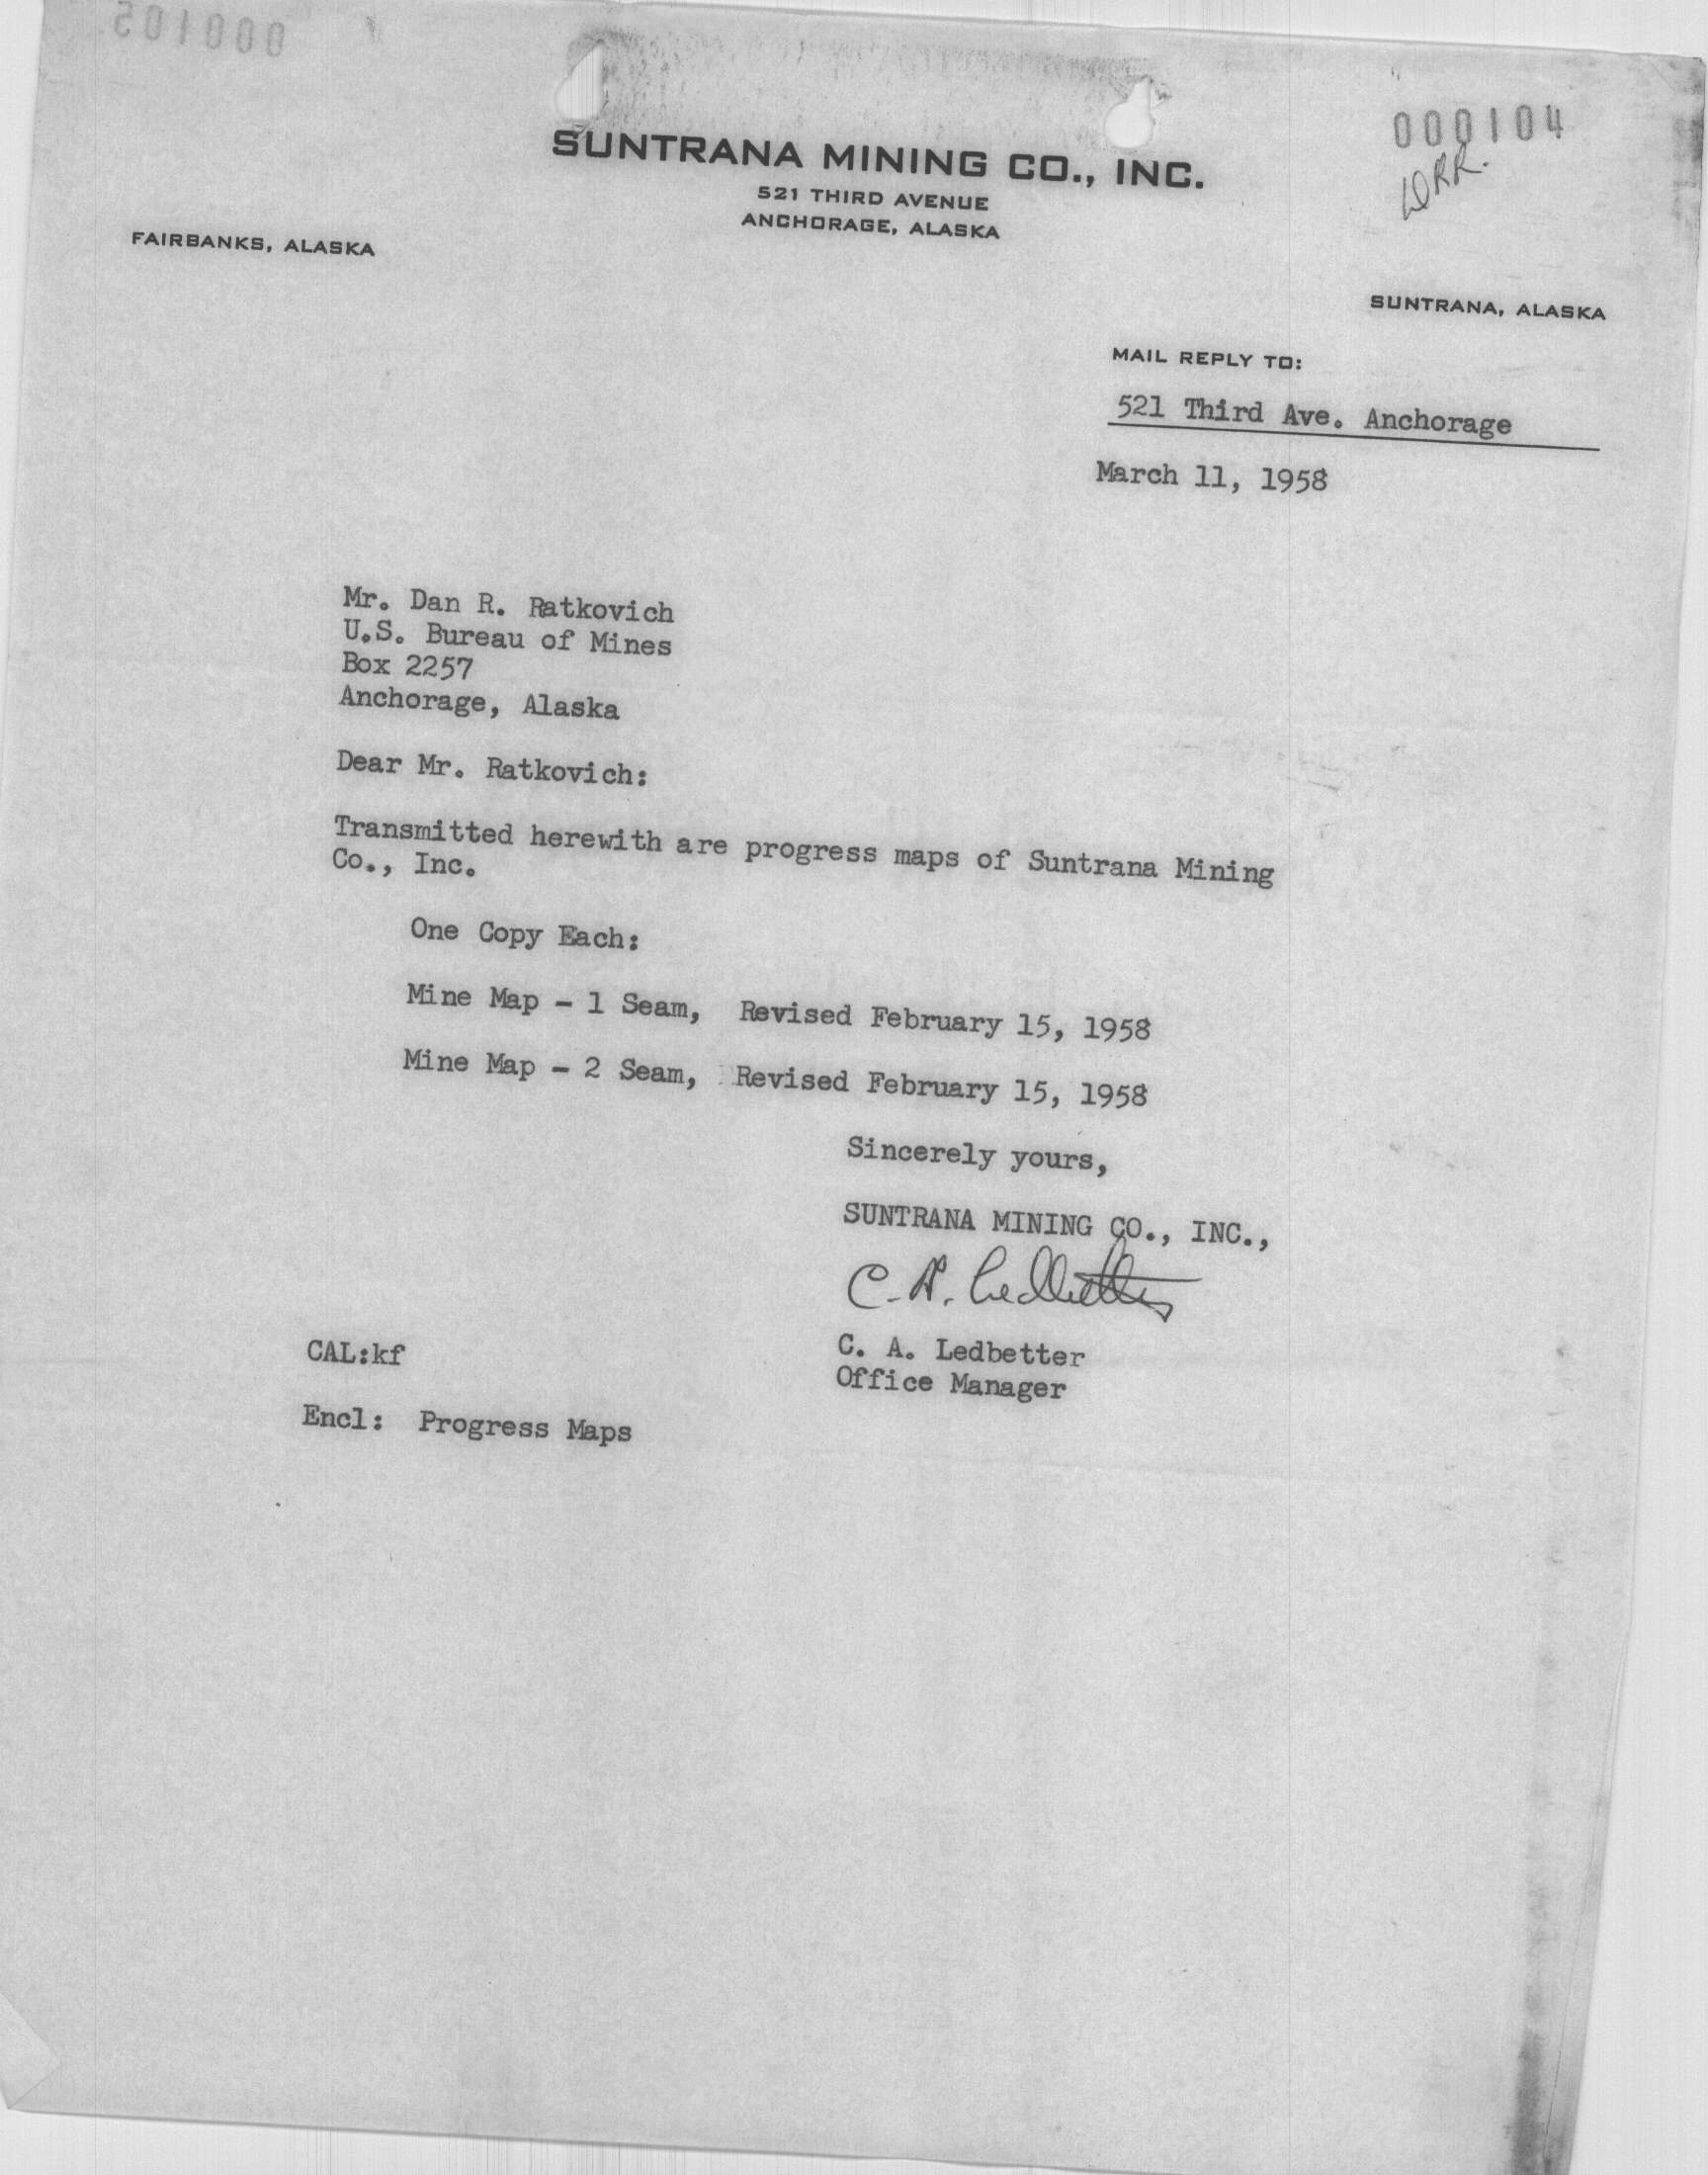 000104
DRR.
SUNTRANA MINING CO., INC.
521 THIRD AVENUE
ANCHORAGE, ALASKA
FAIRBANKS, ALASKA
SUNTRANA, ALASKA
MAIL REPLY TO:
521 Third Ave. Anchorage
March 11, 1958
Mr. Dan R. Ratkovich
U.S. Bureau of Mines
Box 2257
Anchorage, Alaska
Dear Mr. Ratkovich:
Transmitted herewith are progress maps of Suntrana Mining
Co., Inc.
One Copy Each:
Mine Map - 1 Seam, Revised February 15, 1958
Mine Map - 2 Seam, Revised February 15, 1958
Sincerely yours,
SUNTRANA MINING CO., INC.,
C. A. Ledbetter
C. A. Ledbetter
Office Manager
CAL:kf
Encl: Progress Maps